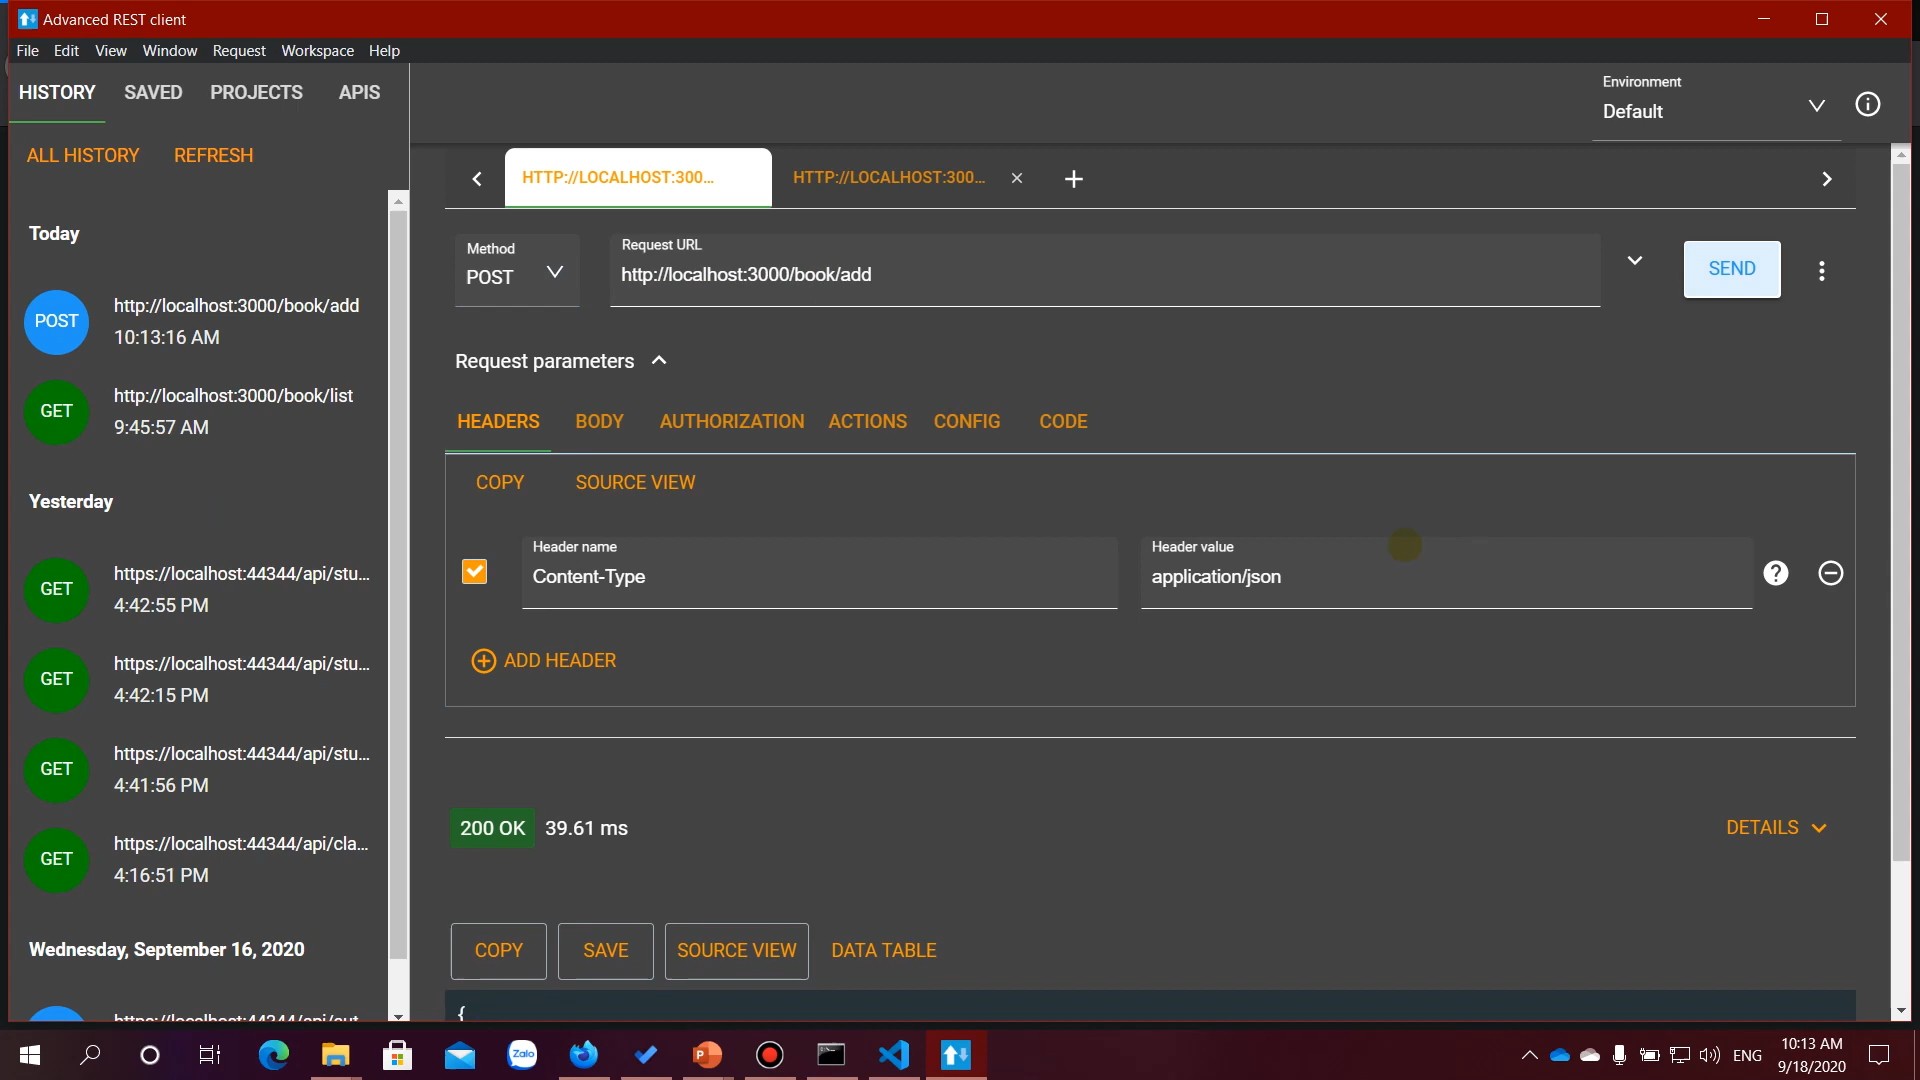 Advanced REST client
File Edit View Window Request Workspace Help
HISTORY SAVED PROJECTS APIS
Environment
Default
ALL HISTORY REFRESH
HTTP://LOCALHOST:300... HTTP://LOCALHOST:300...
Today
Method
POST
Request URL
http://localhost:3000/book/add
SEND
POST
http://localhost:3000/book/add
10:13:16 AM
GET
http://localhost:3000/book/list
9:45:57 AM
Request parameters
HEADERS BODY AUTHORIZATION ACTIONS CONFIG CODE
COPY SOURCE VIEW
Yesterday
Header name
Content-Type
Header value
application/json
?
ADD HEADER
GET
https://localhost:44344/api/stu...
4:42:55 PM
GET
https://localhost:44344/api/stu...
4:42:15 PM
GET
https://localhost:44344/api/stu...
4:41:56 PM
GET
https://localhost:44344/api/cla...
4:16:51 PM
200 OK 39.61 ms
DETAILS
Wednesday, September 16, 2020
COPY SAVE SOURCE VIEW DATA TABLE
{
Zalo
ENG
10:13 AM
9/18/2020